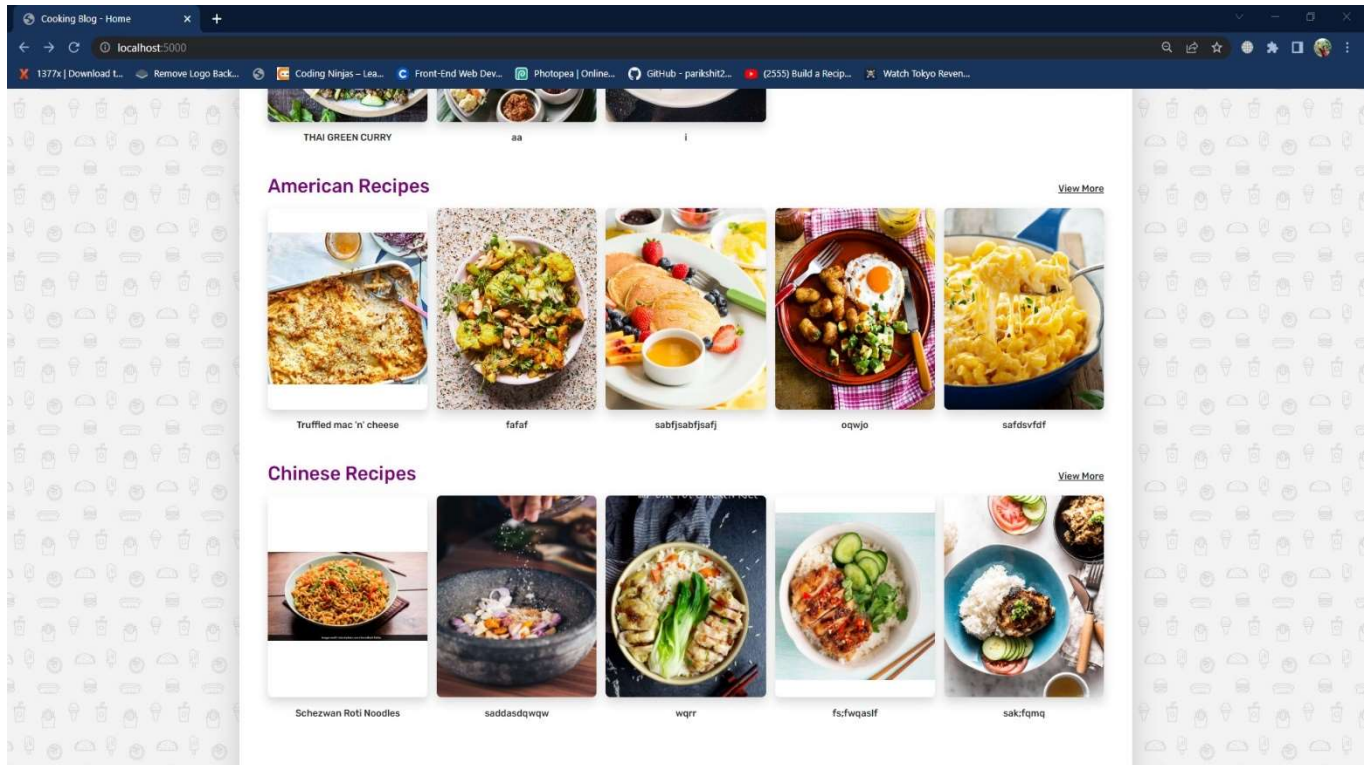 Cooking Blog - Home
localhost:5000
1377x | Download t...
Remove Logo Back...
Coding Ninjas – Lea...
Front-End Web Dev...
Photopea | Online...
GitHub - parikshit2...
(2555) Build a Recip...
Watch Tokyo Reven...
THAI GREEN CURRY
aa
i
American Recipes
View More
Truffled mac 'n' cheese
fafaf
sabfjsabfjsafj
oqwjo
safdsvfdf
Chinese Recipes
View More
Schezwan Roti Noodles
saddasdqwqw
wqrr
fs;fwqaslf
sak;fqmq